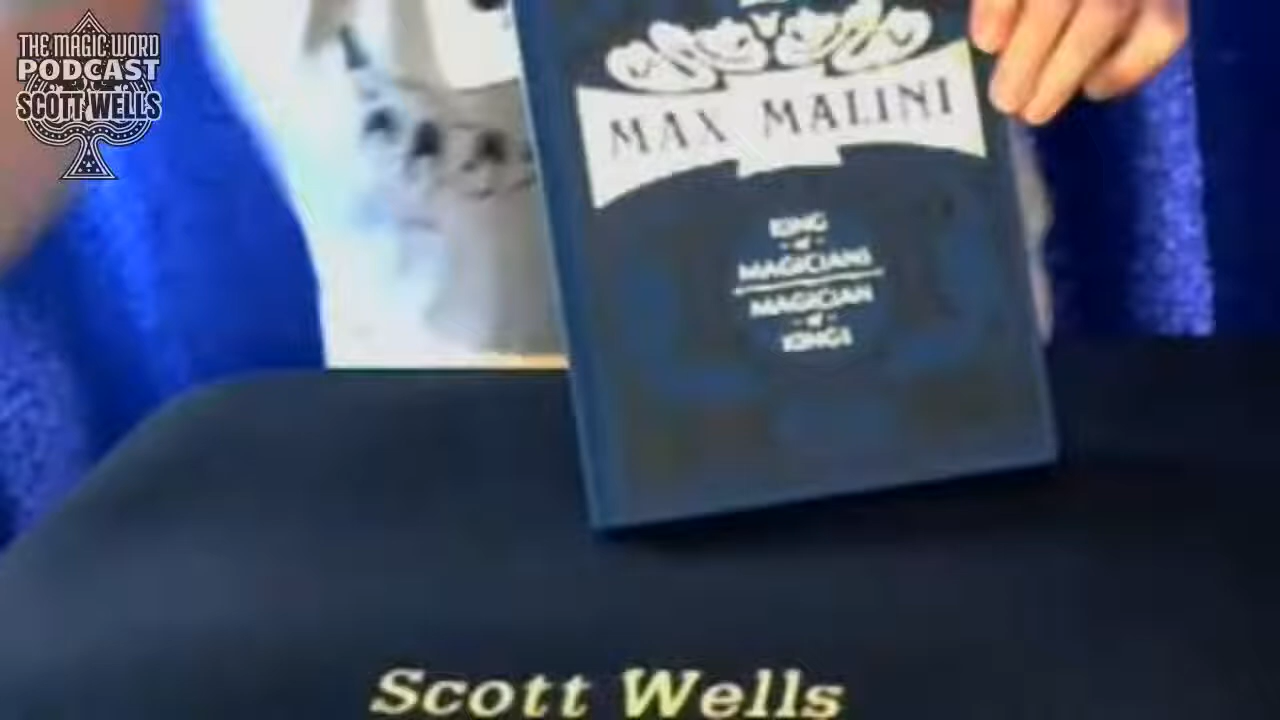 THE MAGIC WORD
PODCAST
SCOTT WELLS
MAX MALINI
KING
of
MAGICIANS
MAGICIAN
of
KINGS
Scott Wells